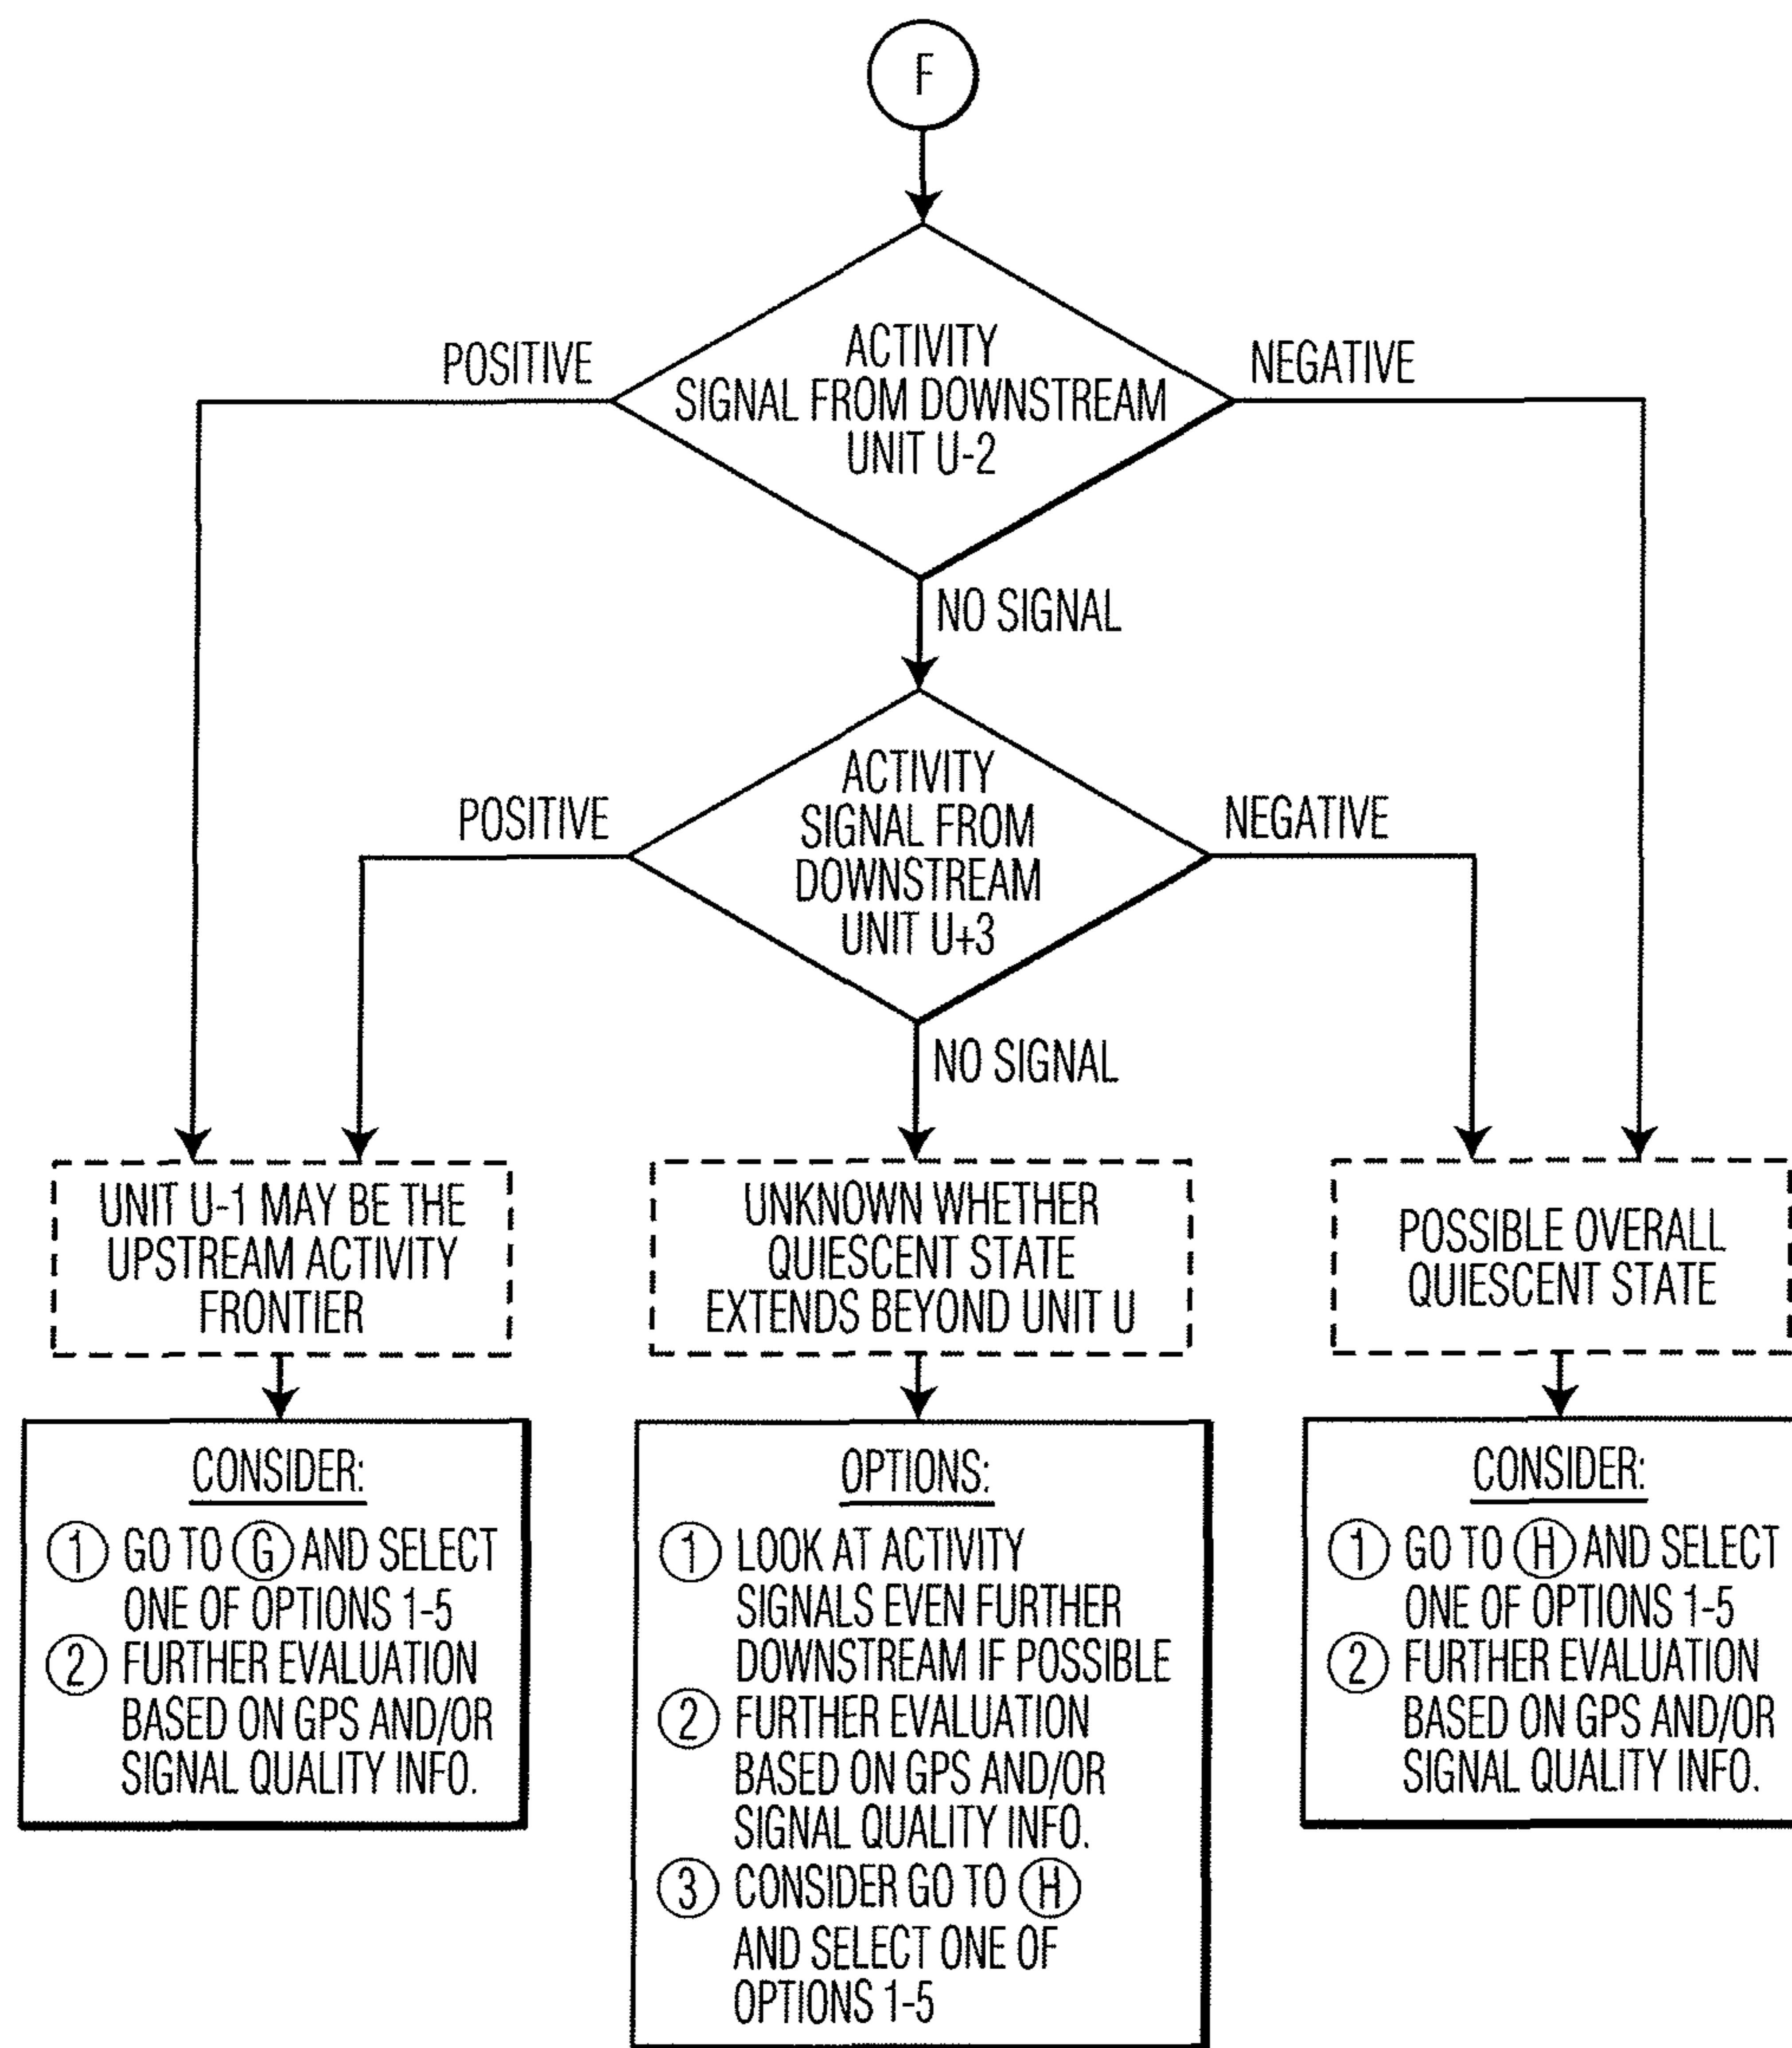 F
ACTIVITY
SIGNAL FROM DOWNSTREAM
UNIT U-2
POSITIVE
NEGATIVE
NO SIGNAL
ACTIVITY
SIGNAL FROM
DOWNSTREAM
UNIT U+3
POSITIVE
NEGATIVE
NO SIGNAL
UNIT U-1 MAY BE THE
UPSTREAM ACTIVITY
FRONTIER
UNKNOWN WHETHER
QUIESCENT STATE
EXTENDS BEYOND UNIT U
POSSIBLE OVERALL
QUIESCENT STATE
CONSIDER:
1 GO TO G AND SELECT
ONE OF OPTIONS 1-5
2 FURTHER EVALUATION
BASED ON GPS AND/OR
SIGNAL QUALITY INFO.
OPTIONS:
1 LOOK AT ACTIVITY
SIGNALS EVEN FURTHER
DOWNSTREAM IF POSSIBLE
2 FURTHER EVALUATION
BASED ON GPS AND/OR
SIGNAL QUALITY INFO.
3 CONSIDER GO TO H
AND SELECT ONE OF
OPTIONS 1-5
CONSIDER:
1 GO TO H AND SELECT
ONE OF OPTIONS 1-5
2 FURTHER EVALUATION
BASED ON GPS AND/OR
SIGNAL QUALITY INFO.